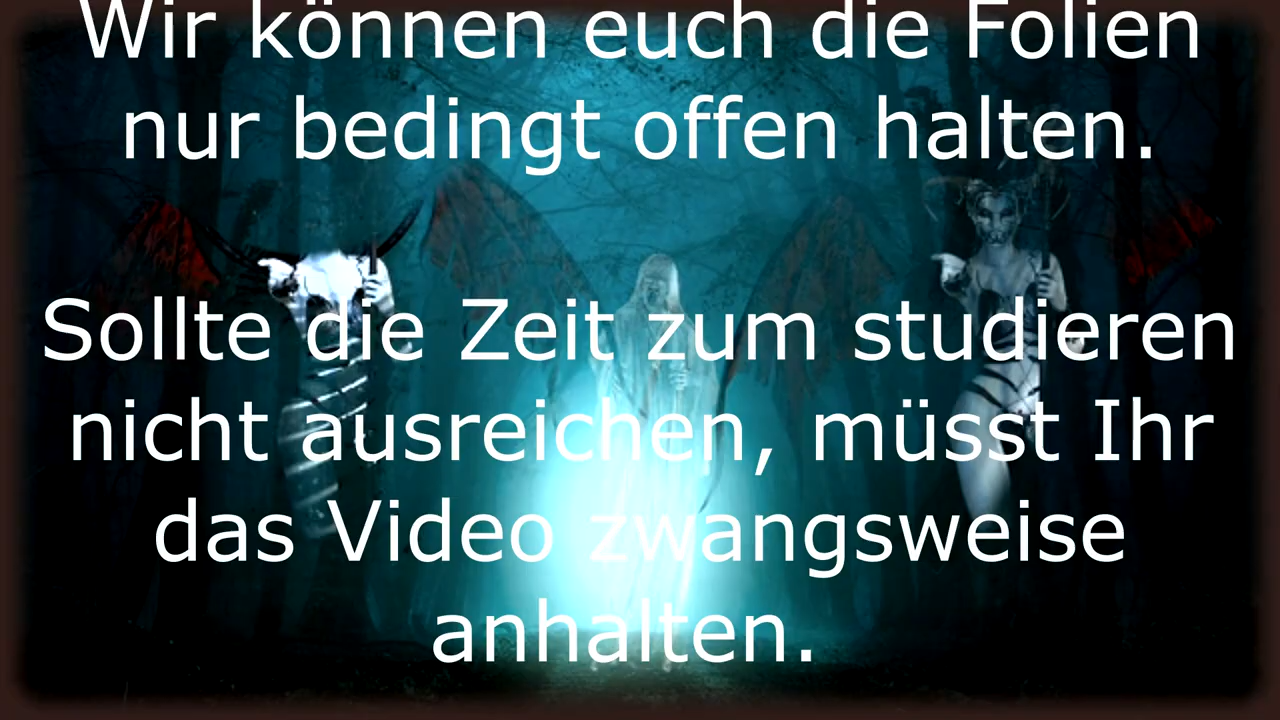 Wir können euch die Folien
nur bedingt offen halten.
Sollte die Zeit zum studieren
nicht ausreichen, müsst Ihr
das Video zwangsweise
anhalten.